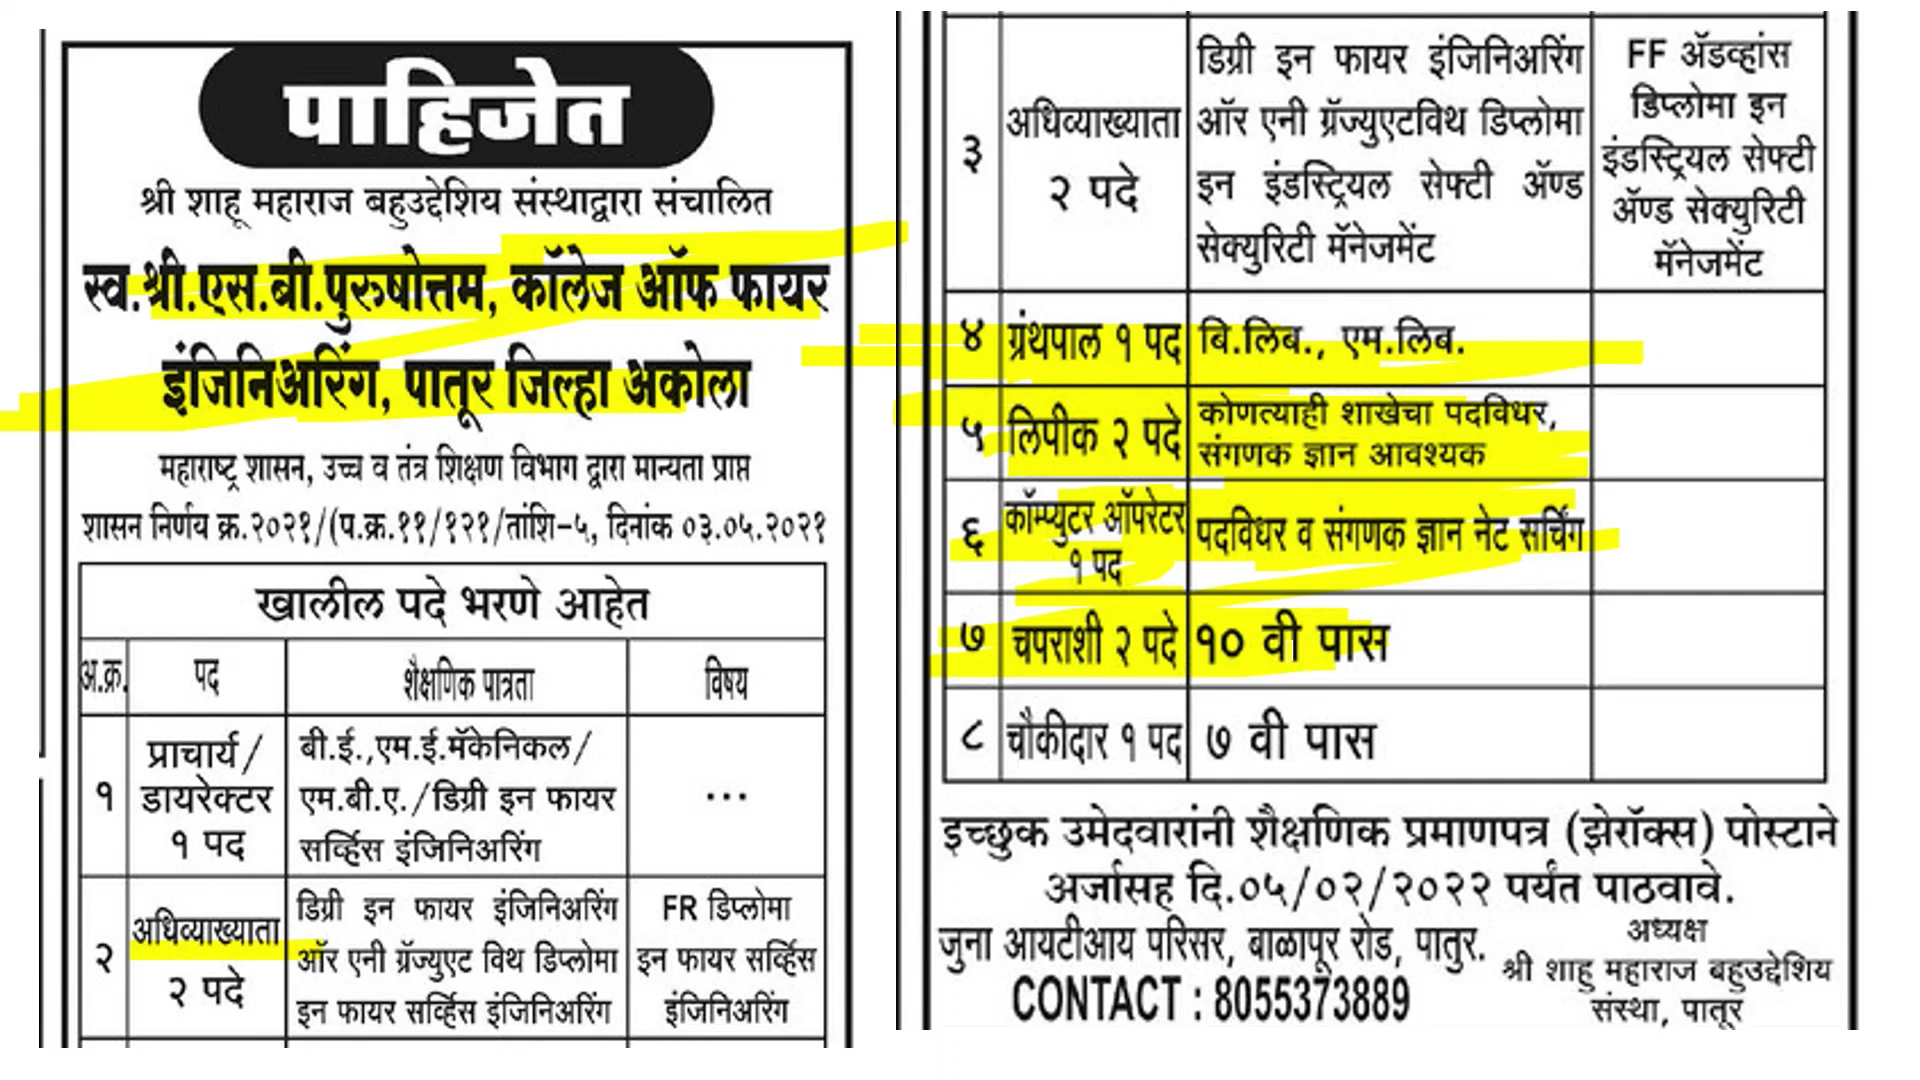 पाहिजेत
श्री शाहू महाराज बहुउद्देशिय संस्थाद्वारा संचालित
स्व.श्री.एस.बी.पुरुषोत्तम, कॉलेज ऑफ फायर
इंजिनिअरिंग, पातूर जिल्हा अकोला
महाराष्ट्र शासन, उच्च व तंत्र शिक्षण विभाग द्वारा मान्यता प्राप्त
शासन निर्णय क्र.२०२१/(प.क्र.११/१२१/तांशि-५, दिनांक ०३.०५.२०२१
खालील पदे भरणे आहेत
अ.क्र. पद शैक्षणिक पात्रता विषय
१ प्राचार्य/ डायरेक्टर १ पद
बी.ई.,एम.ई.मॅकेनिकल/
एम.बी.ए./डिग्री इन फायर
सर्व्हिस इंजिनिअरिंग
...
२ अधिव्याख्याता २ पदे
डिग्री इन फायर इंजिनिअरिंग
ऑर एनी ग्रॅज्युएट विथ डिप्लोमा
इन फायर सर्व्हिस इंजिनिअरिंग
FR डिप्लोमा
इन फायर सर्व्हिस
इंजिनिअरिंग
३ अधिव्याख्याता २ पदे
डिग्री इन फायर इंजिनिअरिंग
ऑर एनी ग्रॅज्युएटविथ डिप्लोमा
इन इंडस्ट्रियल सेफ्टी ॲण्ड
सेक्युरिटी मॅनेजमेंट
FF ॲडव्हांस
डिप्लोमा इन
इंडस्ट्रियल सेफ्टी
ॲण्ड सेक्युरिटी
मॅनेजमेंट
४ ग्रंथपाल १ पद बि.लिब., एम.लिब.
५ लिपीक २ पदे कोणत्याही शाखेचा पदविधर,
संगणक ज्ञान आवश्यक
६ कॉम्प्युटर ऑपरेटर १ पद पदविधर व संगणक ज्ञान नेट सर्चिंग
७ चपराशी २ पदे १० वी पास
८ चौकीदार १ पद ७ वी पास
इच्छुक उमेदवारांनी शैक्षणिक प्रमाणपत्र (झेरॉक्स) पोस्टाने
अर्जासह दि.०५/०२/२०२२ पर्यंत पाठवावे.
जुना आयटीआय परिसर, बाळापूर रोड, पातुर.
CONTACT : 8055373889
अध्यक्ष
श्री शाहु महाराज बहुउद्देशिय
संस्था, पातूर